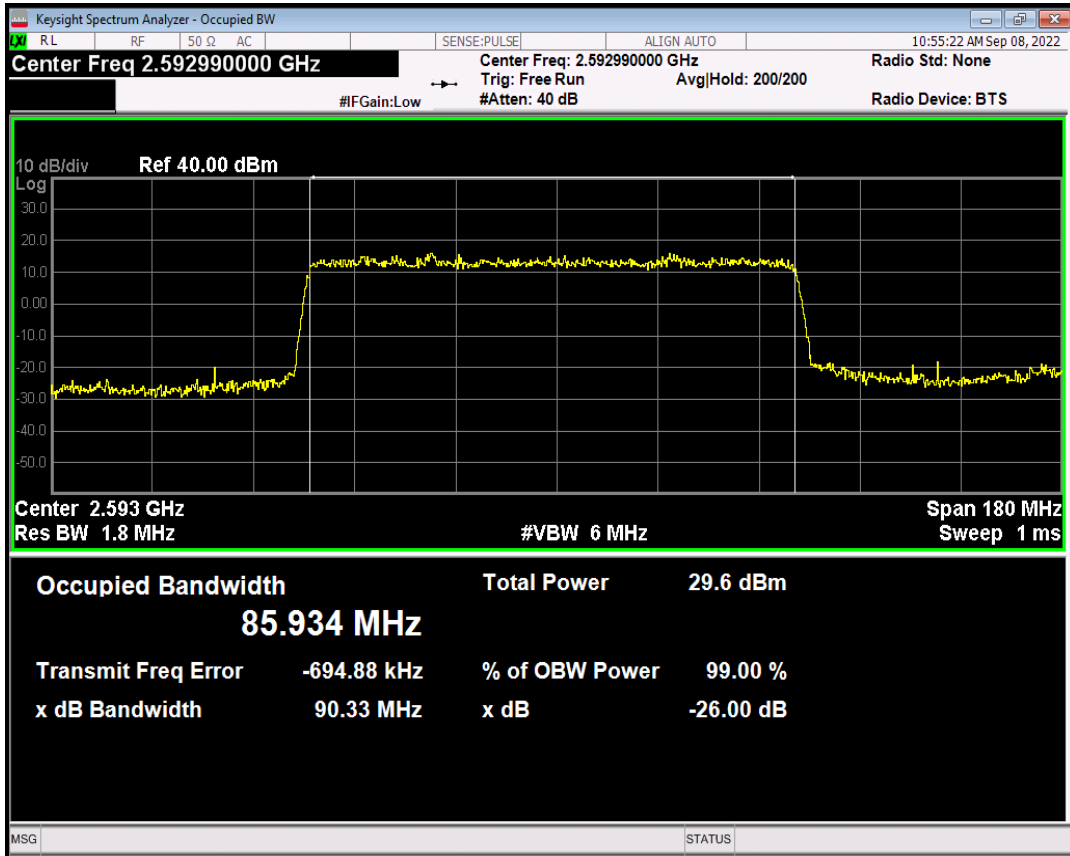 Keysight Spectrum Analyzer - Occupied BW
LXI RL RF 50 Ω AC SENSE:PULSE ALIGN AUTO 10:55:22 AM Sep 08, 2022
Center Freq 2.592990000 GHz Center Freq: 2.592990000 GHz Radio Std: None
Trig: Free Run Avg|Hold: 200/200
#IFGain:Low #Atten: 40 dB Radio Device: BTS
10 dB/div Ref 40.00 dBm
Log
30.0
20.0
10.0
0.00
-10.0
-20.0
-30.0
-40.0
-50.0
Center 2.593 GHz Span 180 MHz
Res BW 1.8 MHz #VBW 6 MHz Sweep 1 ms
Occupied Bandwidth Total Power 29.6 dBm
85.934 MHz
Transmit Freq Error -694.88 kHz % of OBW Power 99.00 %
x dB Bandwidth 90.33 MHz x dB -26.00 dB
MSG STATUS